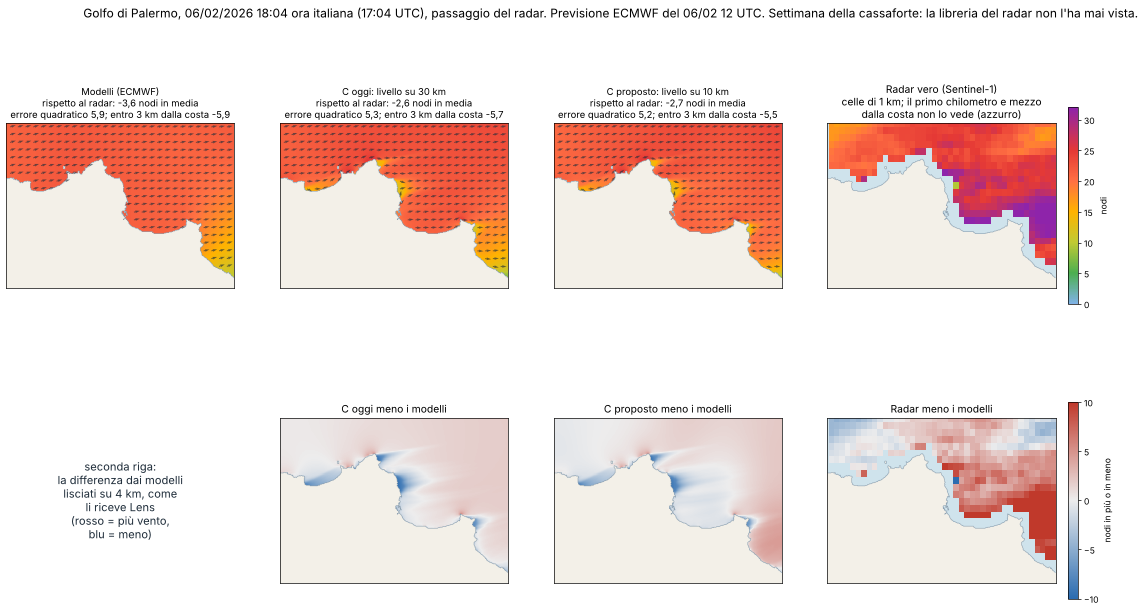 Golfo di Palermo, 06/02/2026 18:04 ora italiana (17:04 UTC), passaggio del radar. Previsione ECMWF del 06/02 12 UTC. Settimana della cassaforte: la libreria del radar non l'ha mai vista.
Modelli (ECMWF)
rispetto al radar: -3,6 nodi in media
errore quadratico 5,9; entro 3 km dalla costa -5,9
C oggi: livello su 30 km
rispetto al radar: -2,6 nodi in media
errore quadratico 5,3; entro 3 km dalla costa -5,7
C proposto: livello su 10 km
rispetto al radar: -2,7 nodi in media
errore quadratico 5,2; entro 3 km dalla costa -5,5
Radar vero (Sentinel-1)
celle di 1 km; il primo chilometro e mezzo
dalla costa non lo vede (azzurro)
30
25
20
15
10
5
0
nodi
seconda riga:
la differenza dai modelli
lisciati su 4 km, come
li riceve Lens
(rosso = più vento,
blu = meno)
C oggi meno i modelli
C proposto meno i modelli
Radar meno i modelli
10
5
0
−5
−10
nodi in più o in meno